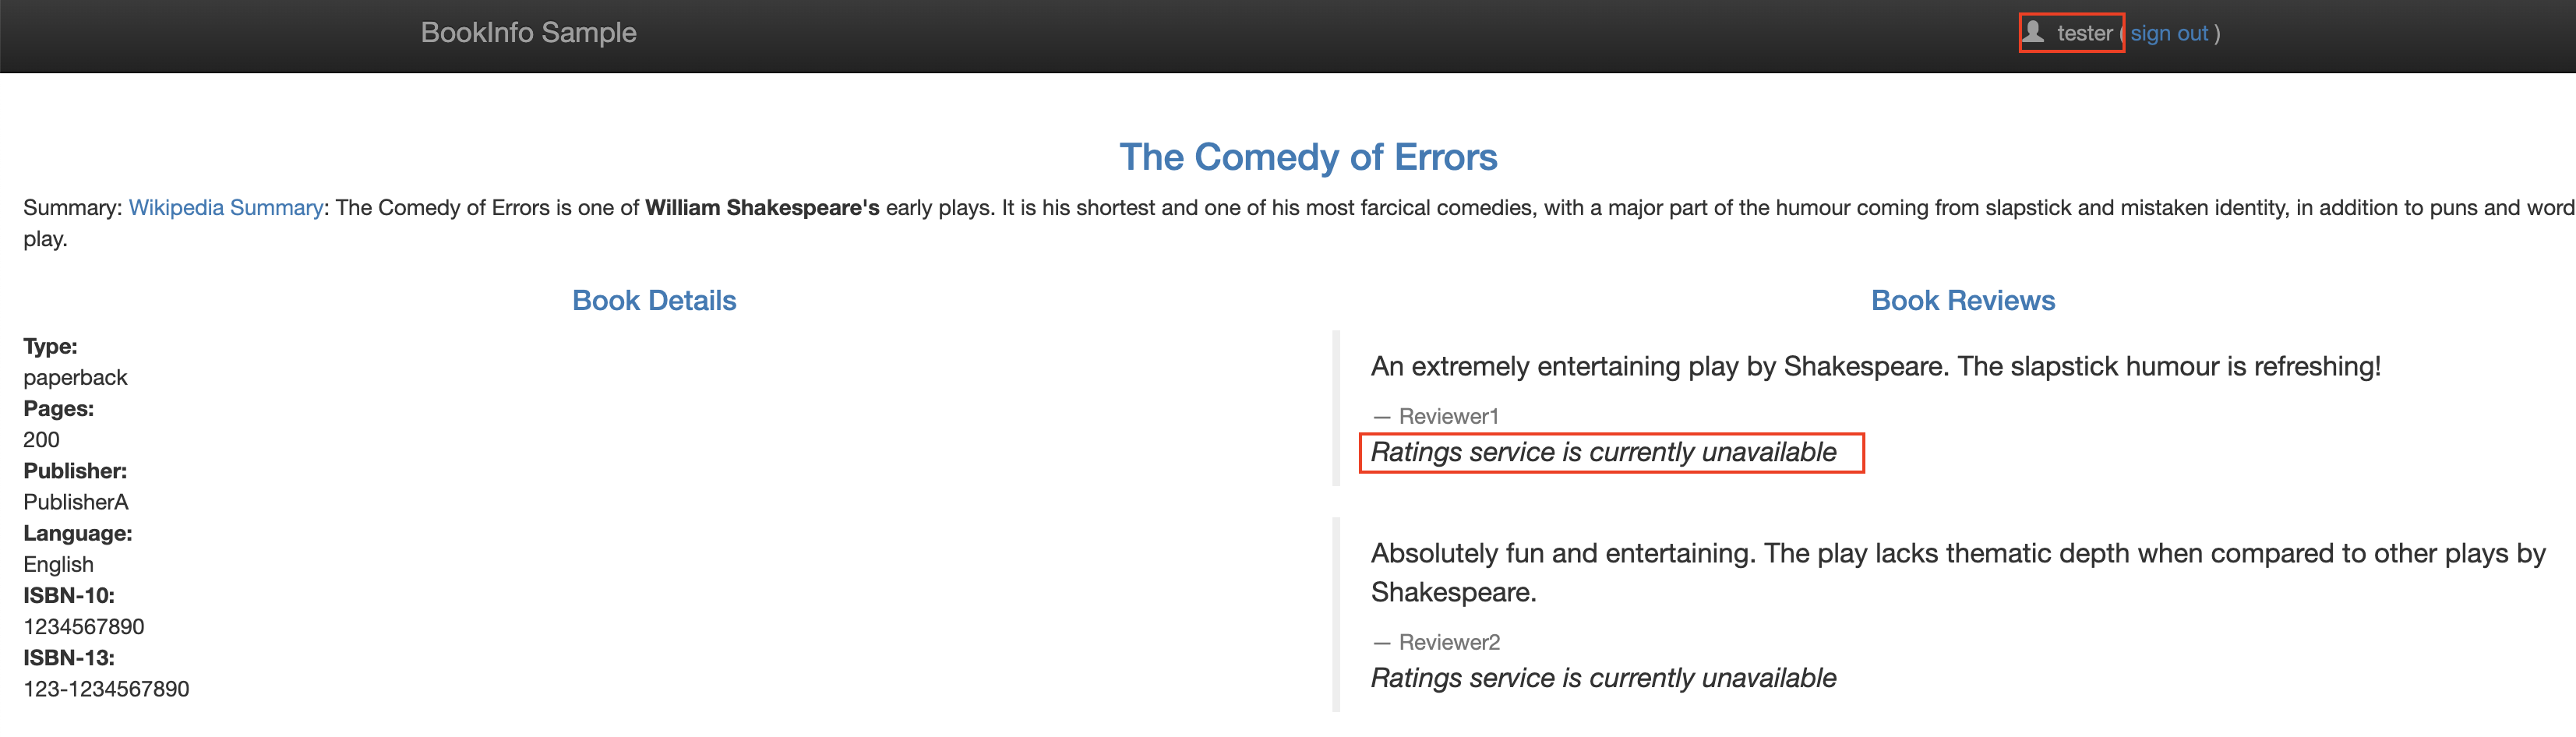 BookInfo Sample
tester ( sign out )
The Comedy of Errors
Summary: Wikipedia Summary: The Comedy of Errors is one of William Shakespeare's early plays. It is his shortest and one of his most farcical comedies, with a major part of the humour coming from slapstick and mistaken identity, in addition to puns and word
play.
Book Details
Type:
paperback
Pages:
200
Publisher:
PublisherA
Language:
English
ISBN-10:
1234567890
ISBN-13:
123-1234567890
Book Reviews
An extremely entertaining play by Shakespeare. The slapstick humour is refreshing!
— Reviewer1
Ratings service is currently unavailable
Absolutely fun and entertaining. The play lacks thematic depth when compared to other plays by
Shakespeare.
— Reviewer2
Ratings service is currently unavailable